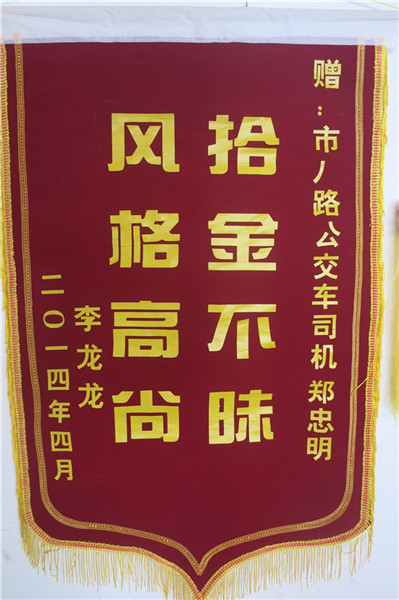 赠：市丿路公交车司机郑忠明
拾金不昧
风格高尚
李龙龙
二〇一四年四月